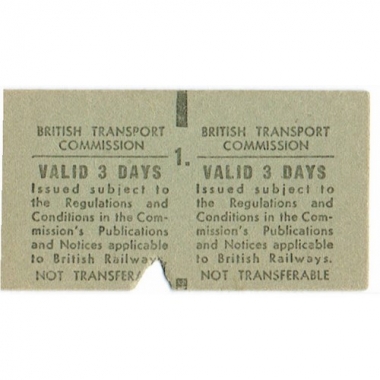 BRITISH TRANSPORT
COMMISSION
VALID 3 DAYS
Issued subject to
the Regulations and
Conditions in the Com-
mission's Publications
and Notices applicable
to British Railways.
NOT TRANSFERA
1.
BRITISH TRANSPORT
COMMISSION
VALID 3 DAYS
Issued subject to
the Regulations and
Conditions in the Com-
mission's Publications
and Notices applicable
to British Railways.
NOT TRANSFERABLE